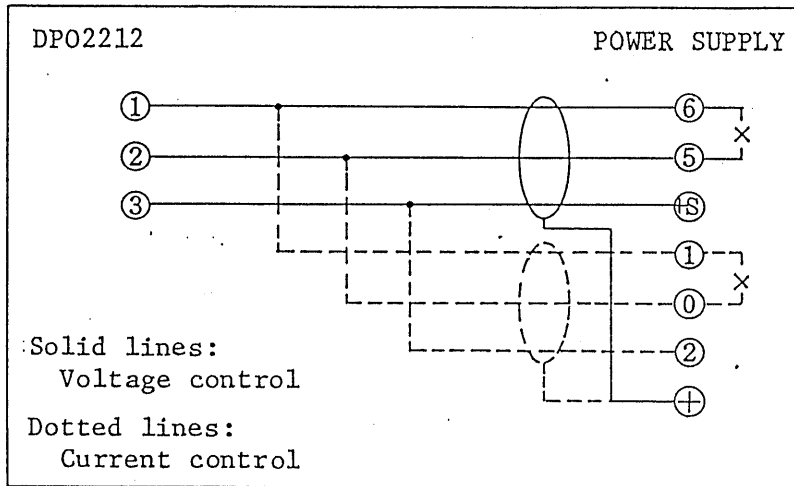 DPO2212 POWER SUPPLY
1 6
2 5
3 +S
1
0
2
+
Solid lines:
Voltage control
Dotted lines:
Current control